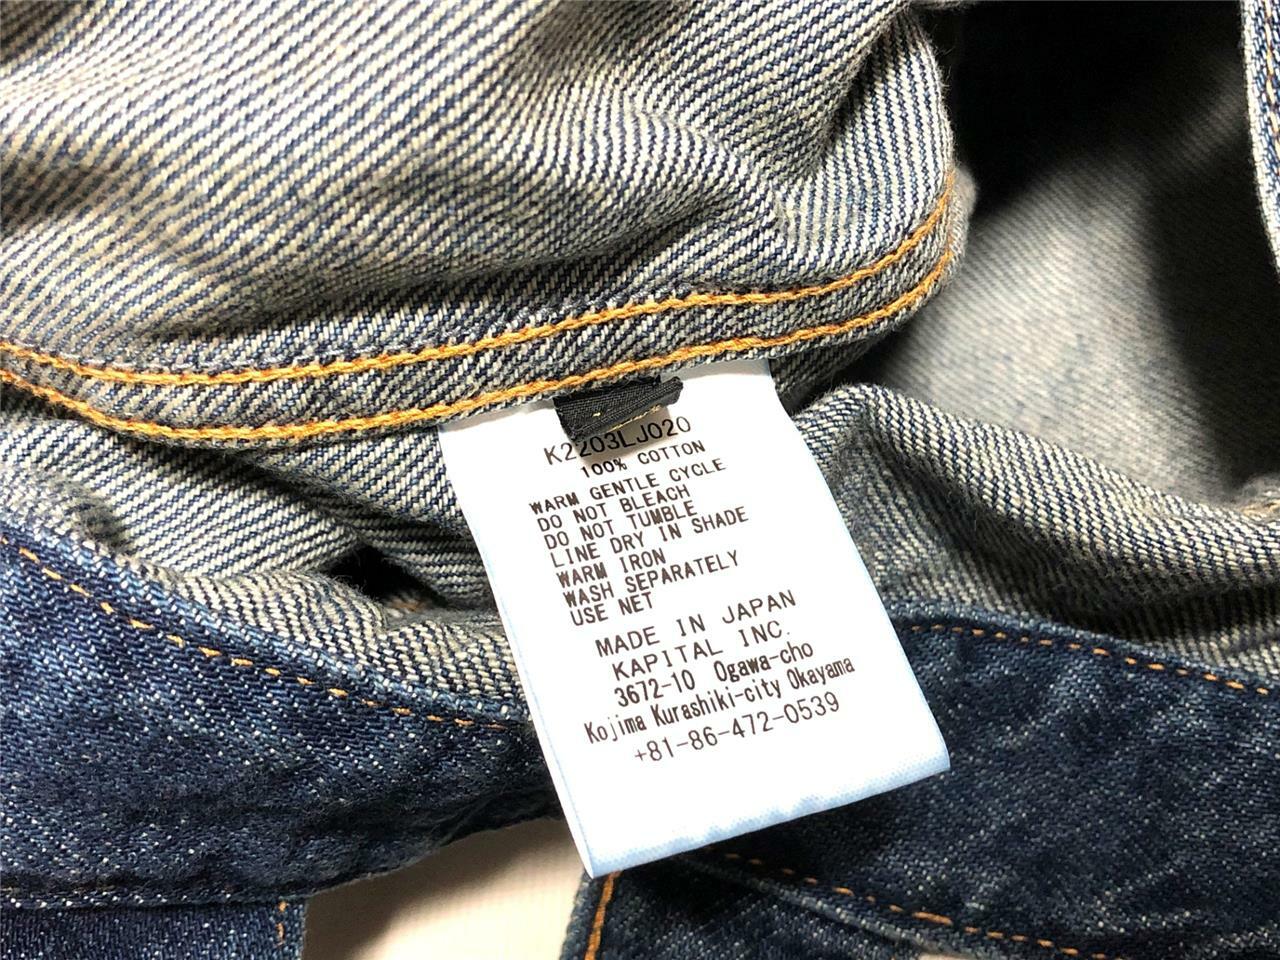 K2203LJ020
100% COTTON
WARM GENTLE CYCLE
DO NOT BLEACH
DO NOT TUMBLE
LINE DRY IN SHADE
WARM IRON
WASH SEPARATELY
USE NET
MADE IN JAPAN
KAPITAL INC.
3672-10 Ogawa-cho
Kojima Kurashiki-city Okayama
+81-86-472-0539